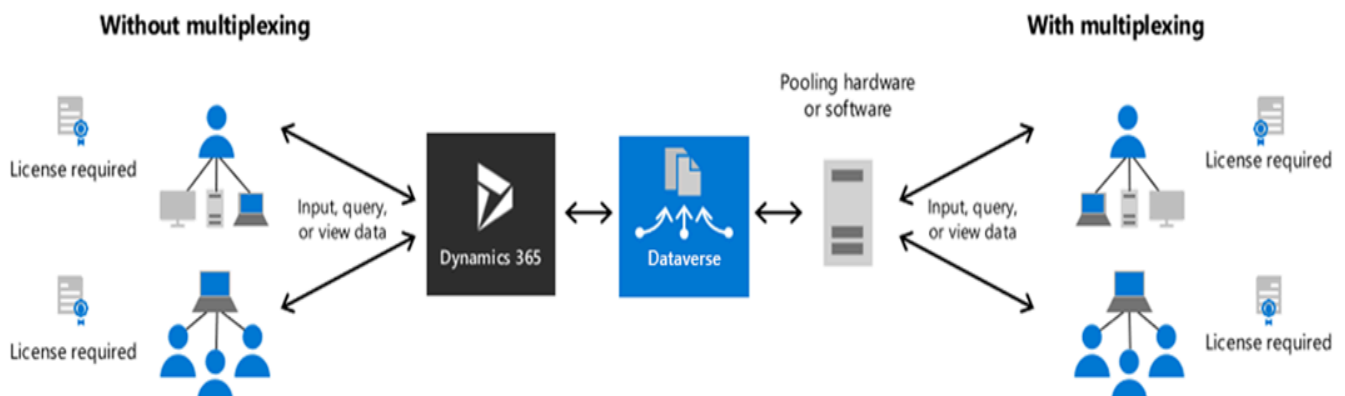 Without multiplexing
With multiplexing
Pooling hardware
or software
License required
License required
Input, query,
or view data
Input, query,
or view data
Dynamics 365
Dataverse
License required
License required